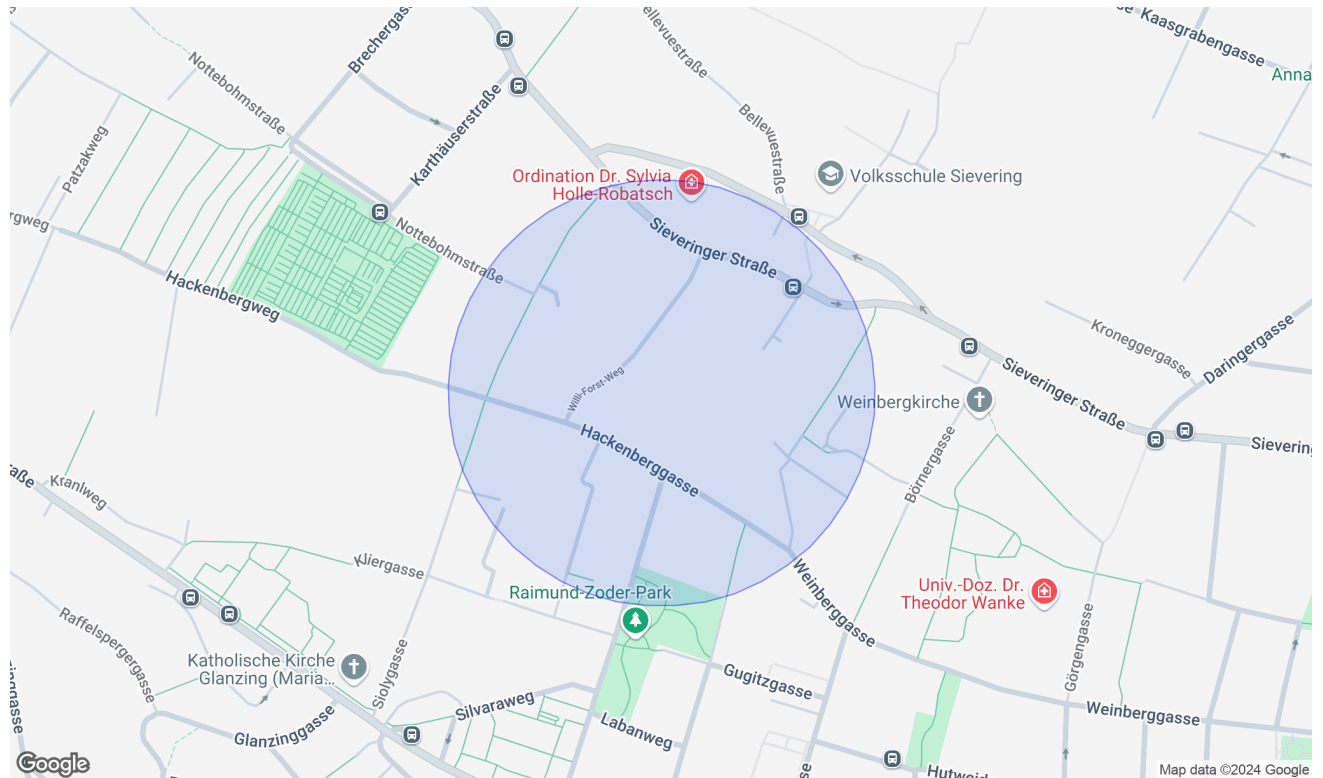 Brechergasse
Bellevuestraße
sse-
Kaasgrabengasse
Anna
Nottebohmstraße
Karthäuserstraße
Bellevuestraße
Patzakweg
Ordination Dr. Sylvia
Holle-Robatsch
Volksschule Sievering
rgweg
Nottebohmstraße
Sieveringer Straße
Hackenbergweg
Kroneggergasse
Daringergasse
Willi-Forst-Weg
Sieveringer Straße
Weinbergkirche
Hackenberggasse
Sievering
Börnergasse
raße
Kranlweg
Kliergasse
Weinberggasse
Raimund-Zoder-Park
Univ.-Doz. Dr.
Theodor Wanke
Raffelspergergasse
Katholische Kirche
Glanzing (Maria...
Siolygasse
Görgengasse
Gugitzgasse
Silvaraweg
Weinberggasse
Glanzinggasse
Labanweg
Hutweid
Google
Map data ©2024 Google